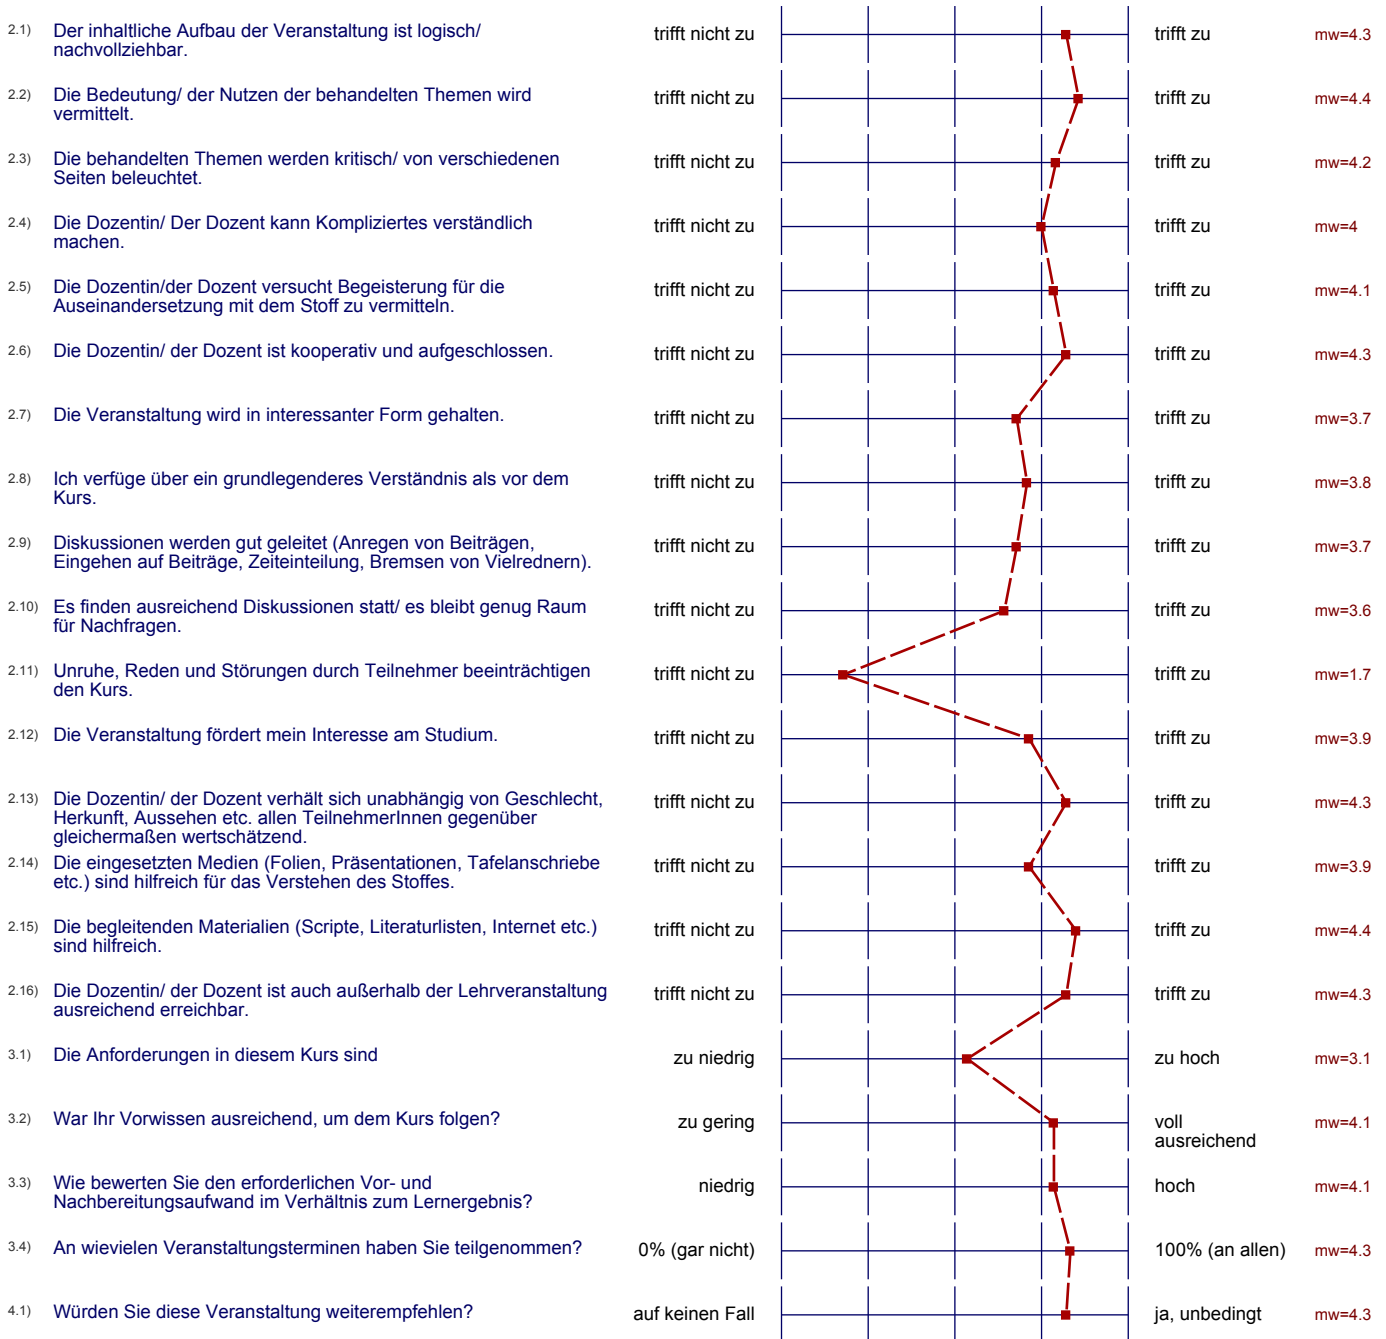 2.1) Der inhaltliche Aufbau der Veranstaltung ist logisch/ trifft nicht zu trifft zu mw=4.3
nachvollziehbar.
2.2) Die Bedeutung/ der Nutzen der behandelten Themen wird trifft nicht zu trifft zu mw=4.4
vermittelt.
2.3) Die behandelten Themen werden kritisch/ von verschiedenen trifft nicht zu trifft zu mw=4.2
Seiten beleuchtet.
2.4) Die Dozentin/ Der Dozent kann Kompliziertes verständlich trifft nicht zu trifft zu mw=4
machen.
2.5) Die Dozentin/der Dozent versucht Begeisterung für die trifft nicht zu trifft zu mw=4.1
Auseinandersetzung mit dem Stoff zu vermitteln.
2.6) Die Dozentin/ der Dozent ist kooperativ und aufgeschlossen. trifft nicht zu trifft zu mw=4.3
2.7) Die Veranstaltung wird in interessanter Form gehalten. trifft nicht zu trifft zu mw=3.7
2.8) Ich verfüge über ein grundlegenderes Verständnis als vor dem trifft nicht zu trifft zu mw=3.8
Kurs.
2.9) Diskussionen werden gut geleitet (Anregen von Beiträgen, trifft nicht zu trifft zu mw=3.7
Eingehen auf Beiträge, Zeiteinteilung, Bremsen von Vielrednern).
2.10) Es finden ausreichend Diskussionen statt/ es bleibt genug Raum trifft nicht zu trifft zu mw=3.6
für Nachfragen.
2.11) Unruhe, Reden und Störungen durch Teilnehmer beeinträchtigen trifft nicht zu trifft zu mw=1.7
den Kurs.
2.12) Die Veranstaltung fördert mein Interesse am Studium. trifft nicht zu trifft zu mw=3.9
2.13) Die Dozentin/ der Dozent verhält sich unabhängig von Geschlecht, trifft nicht zu trifft zu mw=4.3
Herkunft, Aussehen etc. allen TeilnehmerInnen gegenüber
gleichermaßen wertschätzend.
2.14) Die eingesetzten Medien (Folien, Präsentationen, Tafelanschriebe trifft nicht zu trifft zu mw=3.9
etc.) sind hilfreich für das Verstehen des Stoffes.
2.15) Die begleitenden Materialien (Scripte, Literaturlisten, Internet etc.) trifft nicht zu trifft zu mw=4.4
sind hilfreich.
2.16) Die Dozentin/ der Dozent ist auch außerhalb der Lehrveranstaltung trifft nicht zu trifft zu mw=4.3
ausreichend erreichbar.
3.1) Die Anforderungen in diesem Kurs sind zu niedrig zu hoch mw=3.1
3.2) War Ihr Vorwissen ausreichend, um dem Kurs folgen? zu gering voll mw=4.1
ausreichend
3.3) Wie bewerten Sie den erforderlichen Vor- und niedrig hoch mw=4.1
Nachbereitungsaufwand im Verhältnis zum Lernergebnis?
3.4) An wievielen Veranstaltungsterminen haben Sie teilgenommen? 0% (gar nicht) 100% (an allen) mw=4.3
4.1) Würden Sie diese Veranstaltung weiterempfehlen? auf keinen Fall ja, unbedingt mw=4.3